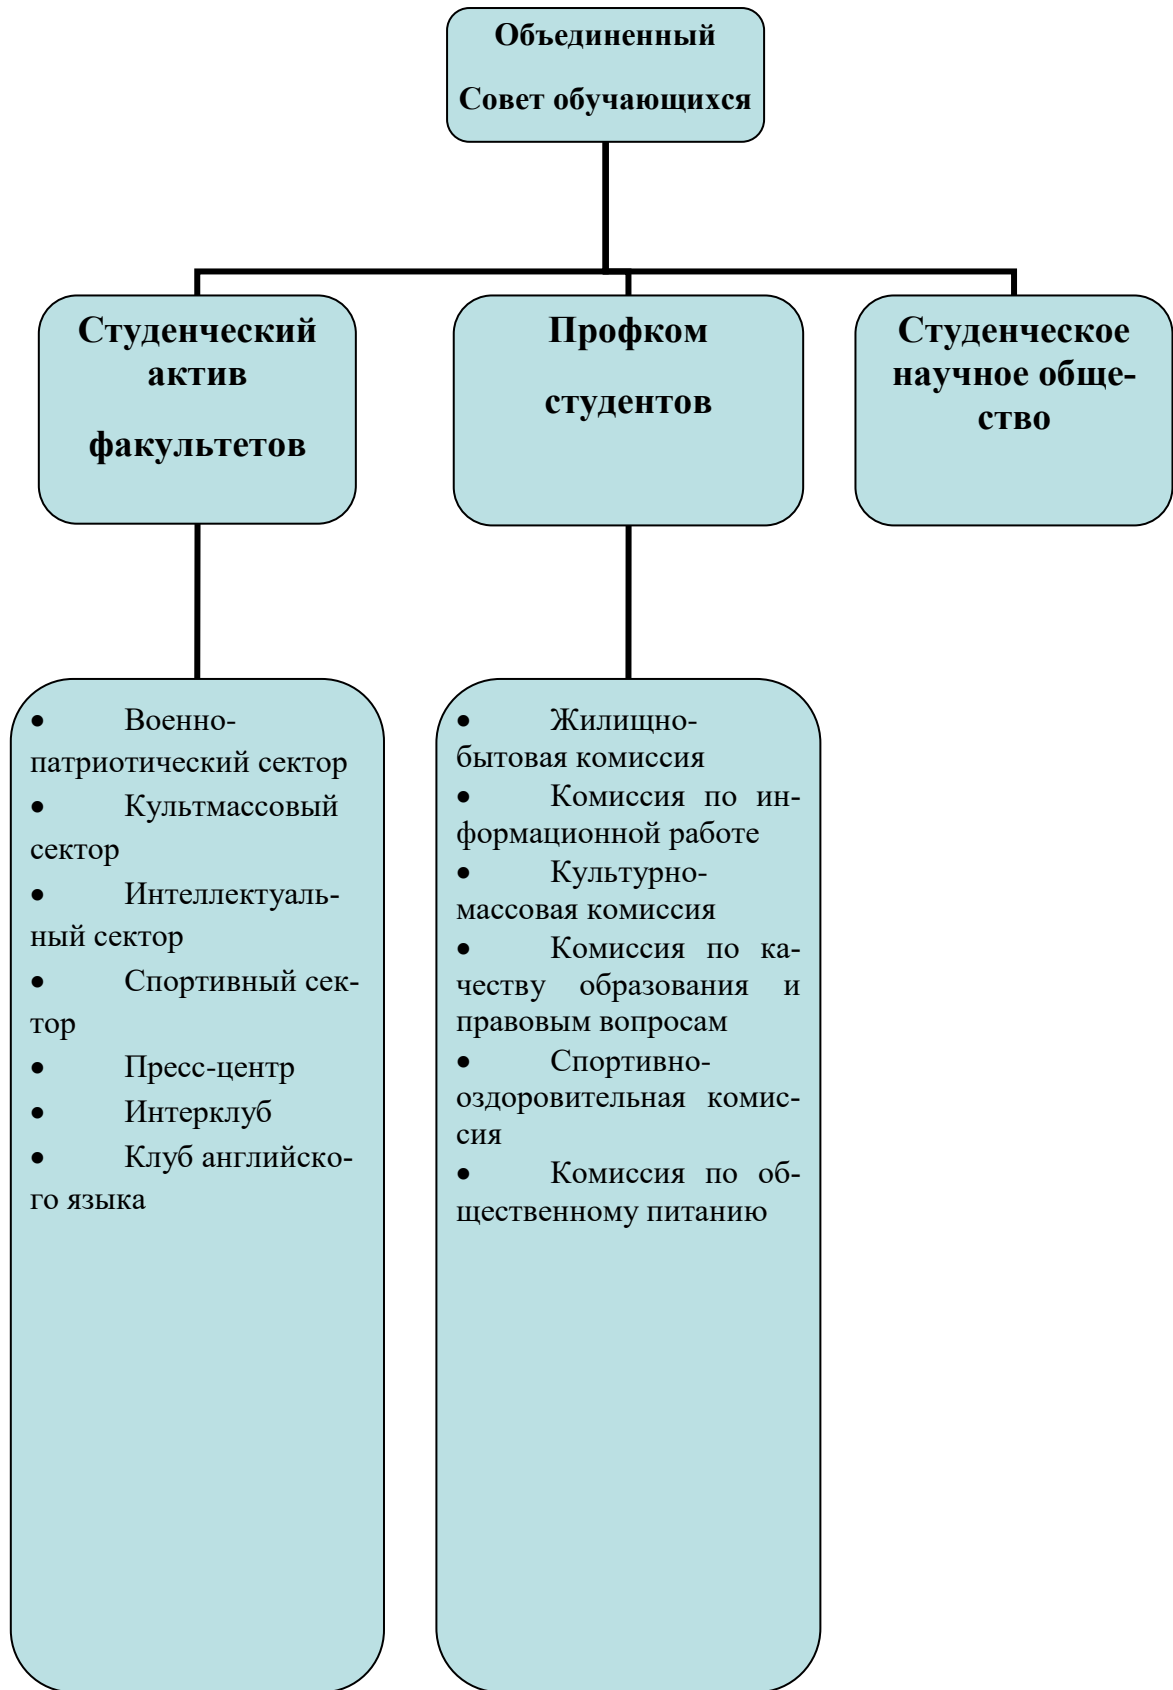 Объединенный
Совет обучающихся
Студенческий
актив
факультетов
Профком
студентов
Студенческое
научное обще-
ство
• Военно-
патриотический сектор
• Культмассовый
сектор
• Интеллектуаль-
ный сектор
• Спортивный сек-
тор
• Пресс-центр
• Интерклуб
• Клуб английско-
го языка
• Жилищно-
бытовая комиссия
• Комиссия по ин-
формационной работе
• Культурно-
массовая комиссия
• Комиссия по ка-
честву образования и
правовым вопросам
• Спортивно-
оздоровительная комис-
сия
• Комиссия по об-
щественному питанию